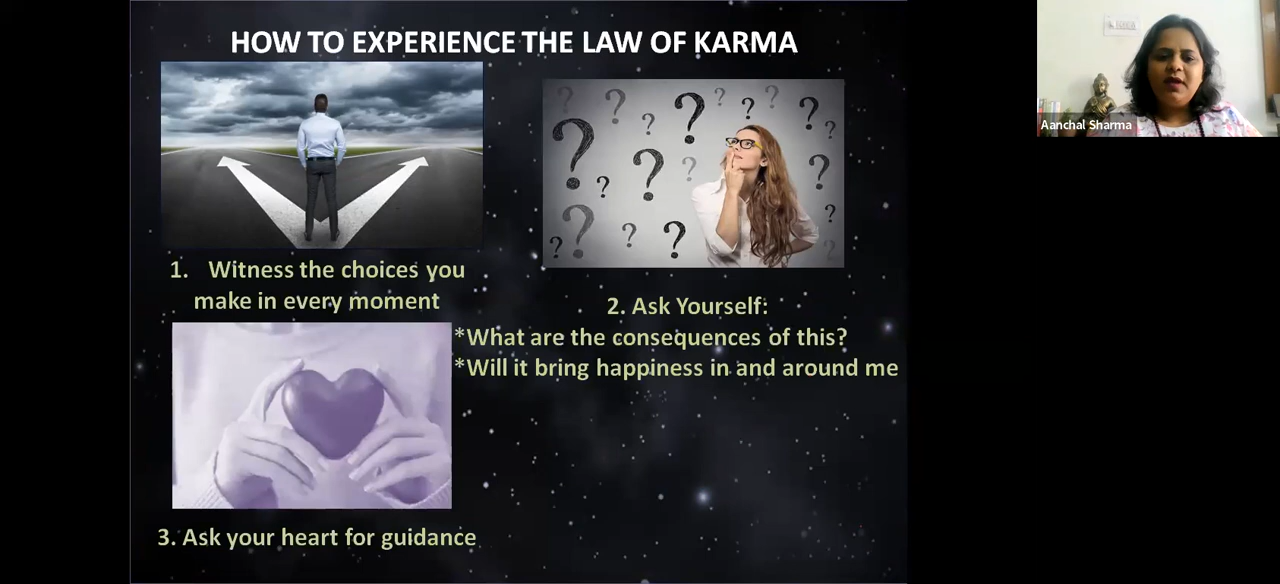 HOW TO EXPERIENCE THE LAW OF KARMA
1. Witness the choices you
make in every moment
2. Ask Yourself:
*What are the consequences of this?
*Will it bring happiness in and around me
3. Ask your heart for guidance
Aanchal Sharma